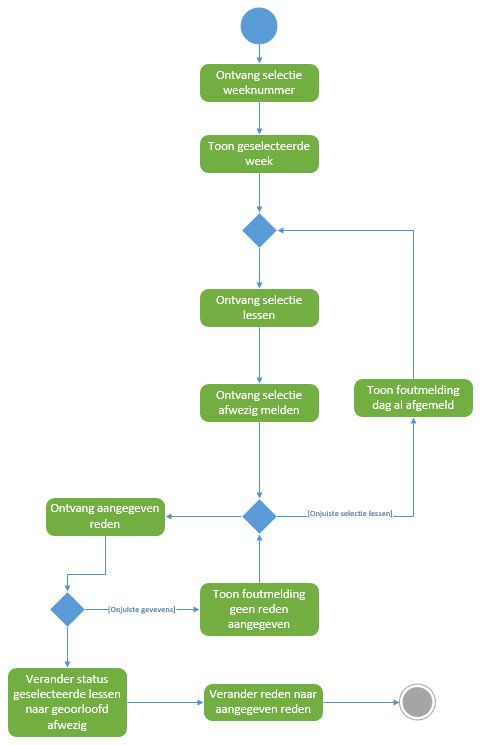 Ontvang selectie
weeknummer
Toon geselecteerde
week
Ontvang selectie
lessen
Ontvang selectie
afwezig melden
Toon foutmelding
dag al afgemeld
[Onjuiste selectie lessen]
Ontvang aangegeven
reden
[Onjuiste gevevens]
Toon foutmelding
geen reden
aangegeven
Verander status
geselecteerde lessen
naar geoorloofd
afwezig
Verander reden naar
aangegeven reden